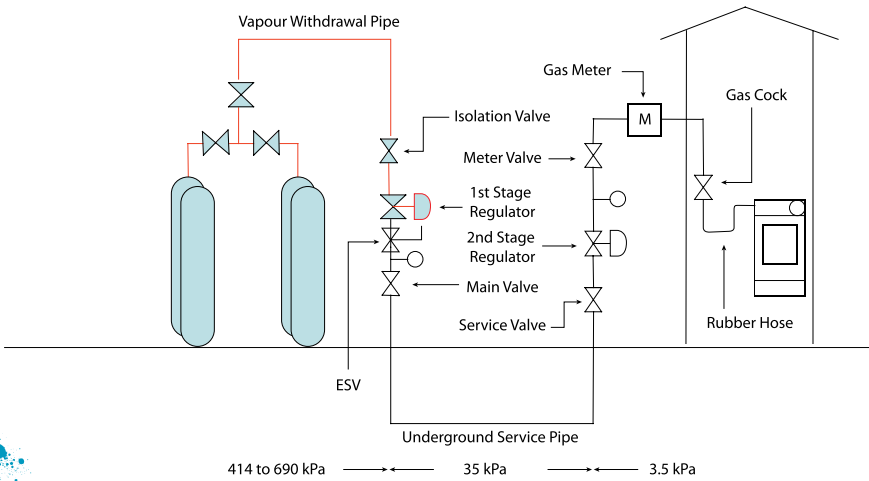 Vapour Withdrawal Pipe
Gas Meter
M
Gas Cock
Isolation Valve
Meter Valve
1st Stage
Regulator
2nd Stage
Regulator
Main Valve
Service Valve
Rubber Hose
ESV
Underground Service Pipe
414 to 690 kPa
35 kPa
3.5 kPa